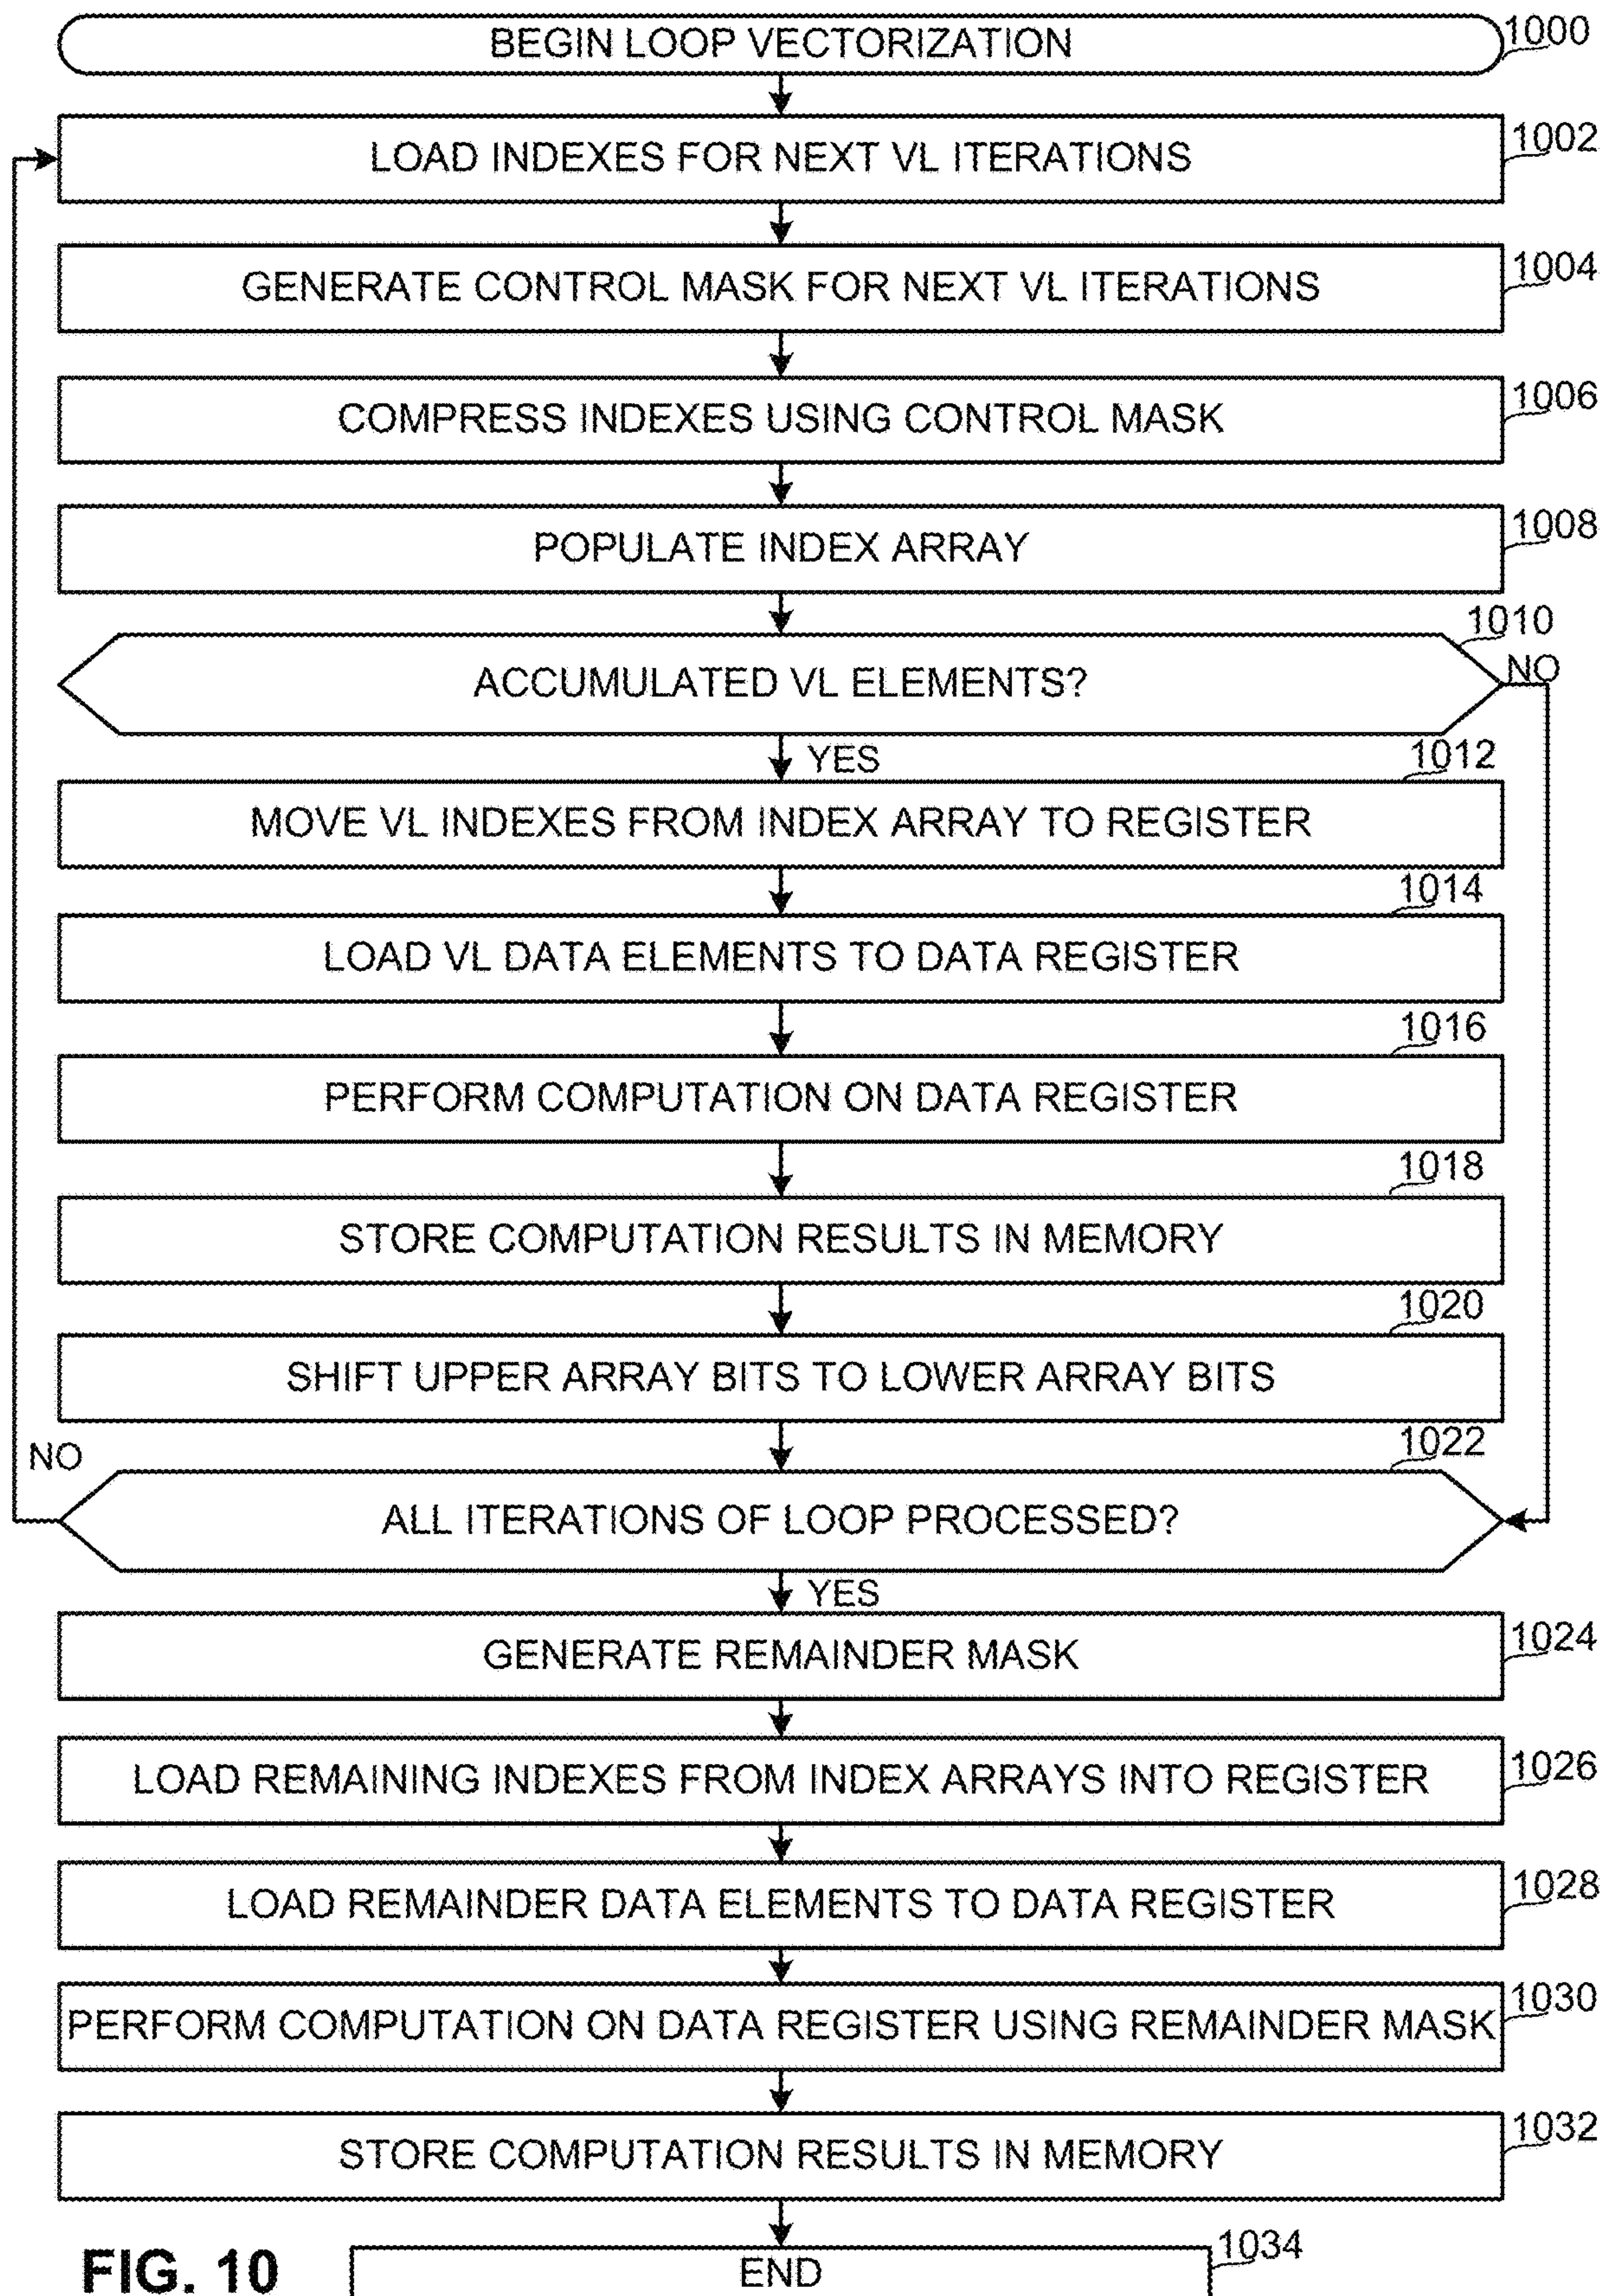 BEGIN LOOP VECTORIZATION
1000
LOAD INDEXES FOR NEXT VL ITERATIONS
1002
GENERATE CONTROL MASK FOR NEXT VL ITERATIONS
1004
COMPRESS INDEXES USING CONTROL MASK
1006
POPULATE INDEX ARRAY
1008
1010
ACCUMULATED VL ELEMENTS?
NO
YES
1012
MOVE VL INDEXES FROM INDEX ARRAY TO REGISTER
1014
LOAD VL DATA ELEMENTS TO DATA REGISTER
1016
PERFORM COMPUTATION ON DATA REGISTER
1018
STORE COMPUTATION RESULTS IN MEMORY
1020
SHIFT UPPER ARRAY BITS TO LOWER ARRAY BITS
1022
NO
ALL ITERATIONS OF LOOP PROCESSED?
YES
GENERATE REMAINDER MASK
1024
LOAD REMAINING INDEXES FROM INDEX ARRAYS INTO REGISTER
1026
LOAD REMAINDER DATA ELEMENTS TO DATA REGISTER
1028
PERFORM COMPUTATION ON DATA REGISTER USING REMAINDER MASK
1030
STORE COMPUTATION RESULTS IN MEMORY
1032
FIG. 10
END
1034